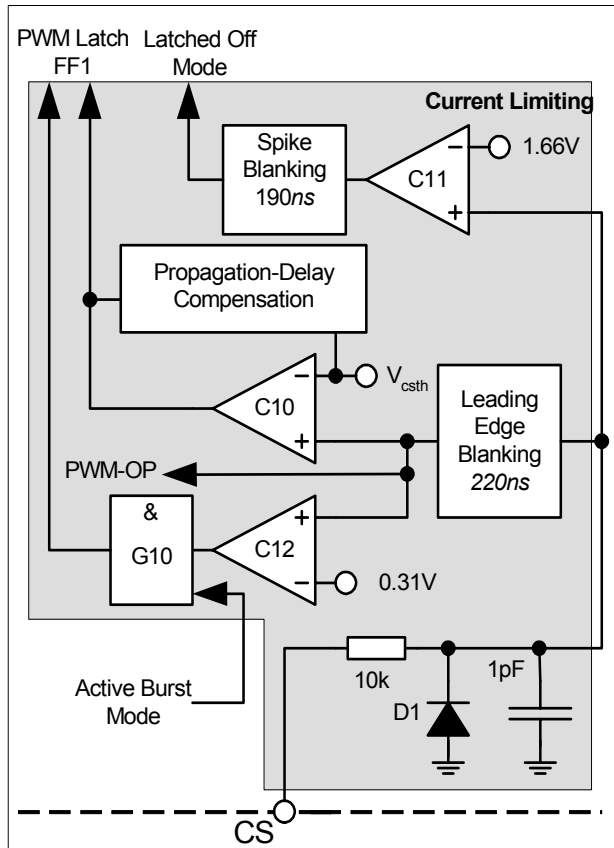 PWM Latch
FF1
Latched Off
Mode
Current Limiting
Spike
Blanking
190ns
C11
1.66V
Propagation-Delay
Compensation
C10
Vcsth
Leading
Edge
Blanking
220ns
PWM-OP
&
G10
C12
0.31V
Active Burst
Mode
10k
D1
1pF
CS